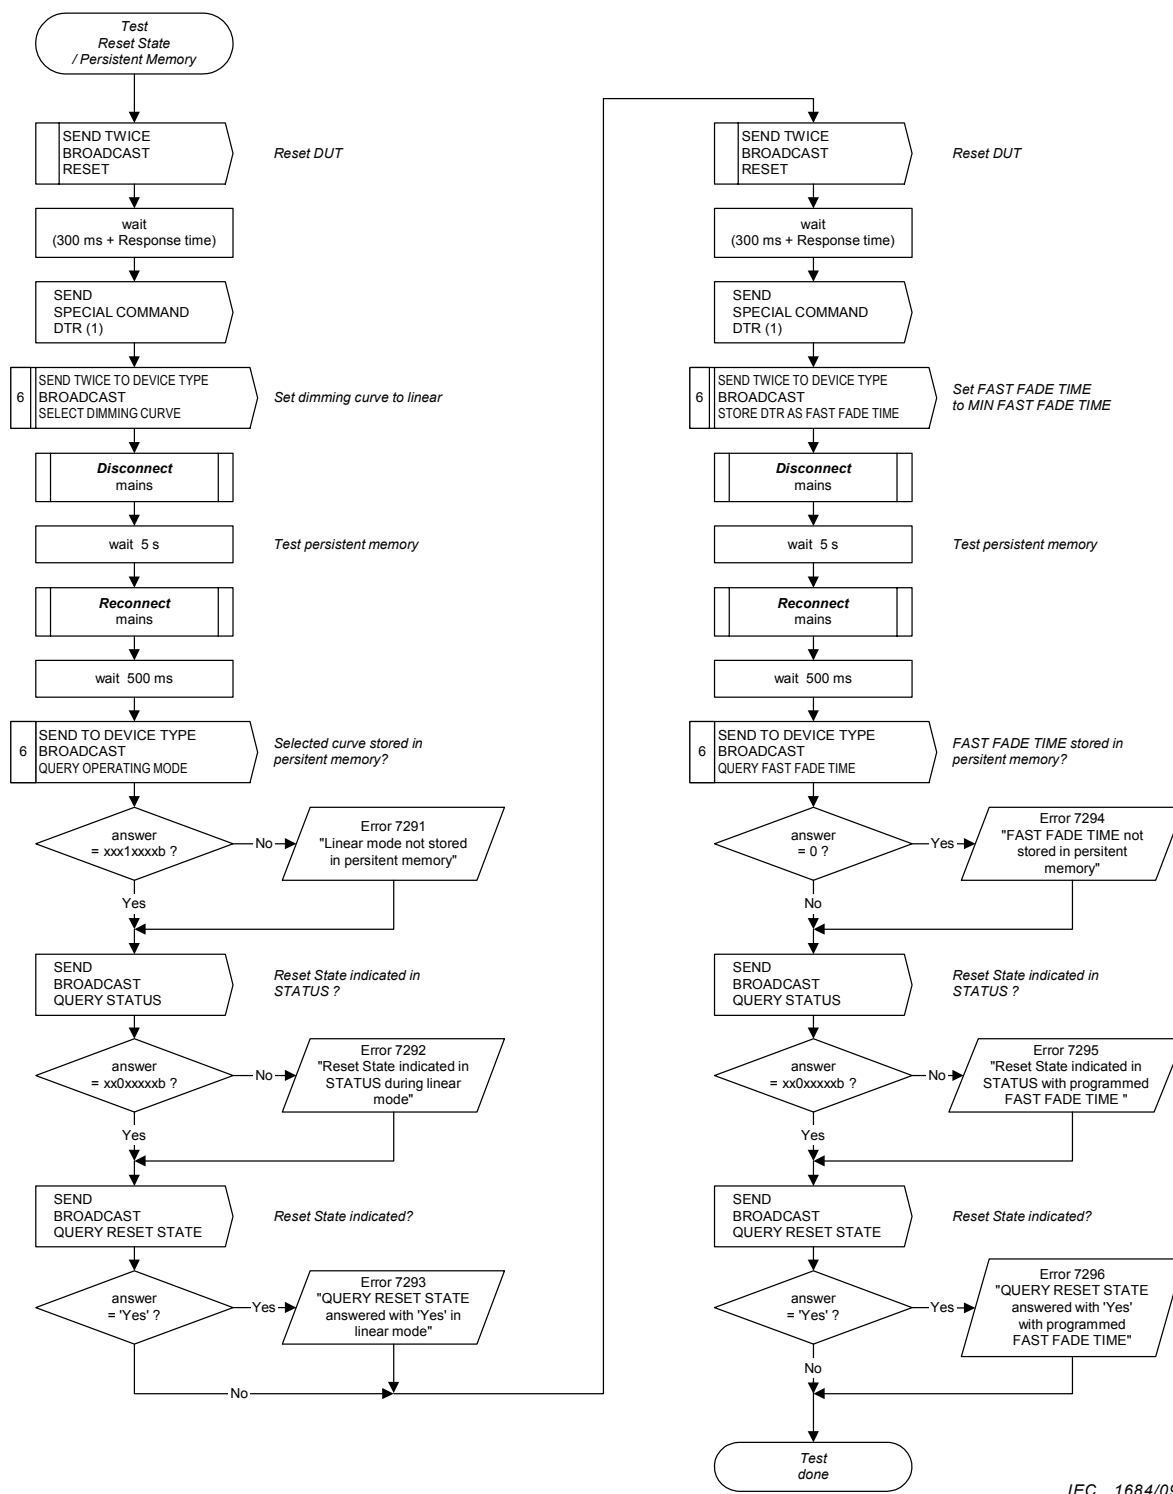 Test
Reset State
/ Persistent Memory
SEND TWICE
BROADCAST
RESET
Reset DUT
wait
(300 ms + Response time)
SEND
SPECIAL COMMAND
DTR (1)
6
SEND TWICE TO DEVICE TYPE
BROADCAST
SELECT DIMMING CURVE
Set dimming curve to linear
Disconnect
mains
wait 5 s
Test persistent memory
Reconnect
mains
wait 500 ms
6
SEND TO DEVICE TYPE
BROADCAST
QUERY OPERATING MODE
Selected curve stored in
persitent memory?
answer
= xxx1xxxxb ?
No
Error 7291
"Linear mode not stored
in persitent memory"
Yes
SEND
BROADCAST
QUERY STATUS
Reset State indicated in
STATUS ?
answer
= xx0xxxxxb ?
No
Error 7292
"Reset State indicated in
STATUS during linear
mode"
Yes
SEND
BROADCAST
QUERY RESET STATE
Reset State indicated?
answer
= 'Yes' ?
Yes
Error 7293
"QUERY RESET STATE
answered with 'Yes' in
linear mode"
No
SEND TWICE
BROADCAST
RESET
Reset DUT
wait
(300 ms + Response time)
SEND
SPECIAL COMMAND
DTR (1)
6
SEND TWICE TO DEVICE TYPE
BROADCAST
STORE DTR AS FAST FADE TIME
Set FAST FADE TIME
to MIN FAST FADE TIME
Disconnect
mains
wait 5 s
Test persistent memory
Reconnect
mains
wait 500 ms
6
SEND TO DEVICE TYPE
BROADCAST
QUERY FAST FADE TIME
FAST FADE TIME stored in
persitent memory?
answer
= 0 ?
Yes
Error 7294
"FAST FADE TIME not
stored in persitent
memory"
No
SEND
BROADCAST
QUERY STATUS
Reset State indicated in
STATUS ?
answer
= xx0xxxxxb ?
No
Error 7295
"Reset State indicated in
STATUS with programmed
FAST FADE TIME "
Yes
SEND
BROADCAST
QUERY RESET STATE
Reset State indicated?
answer
= 'Yes' ?
Yes
Error 7296
"QUERY RESET STATE
answered with 'Yes'
with programmed
FAST FADE TIME"
No
Test
done
IEC 1684/09